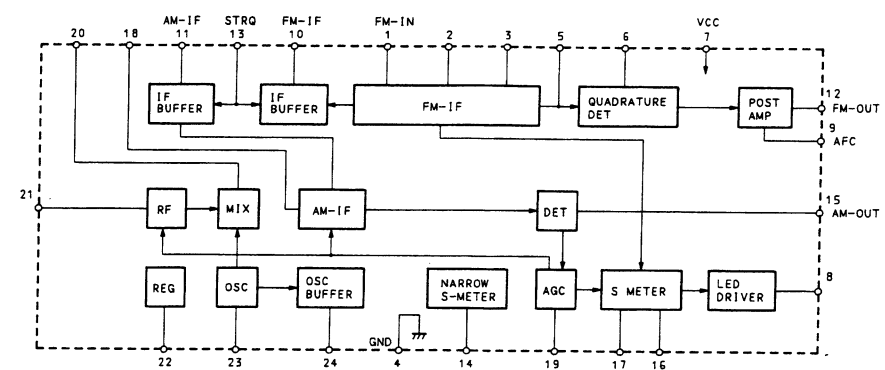 AM-IF STRQ FM-IF FM-IN VCC
20 18 11 13 10 1 2 3 5 6 7
IF BUFFER
IF BUFFER
FM-IF
QUADRATURE DET
POST AMP
12 FM-OUT
9 AFC
21
RF
MIX
AM-IF
DET
15 AM-OUT
REG
OSC
OSC BUFFER
NARROW S-METER
AGC
S METER
LED DRIVER
8
GND
22 23 24 4 14 19 17 16